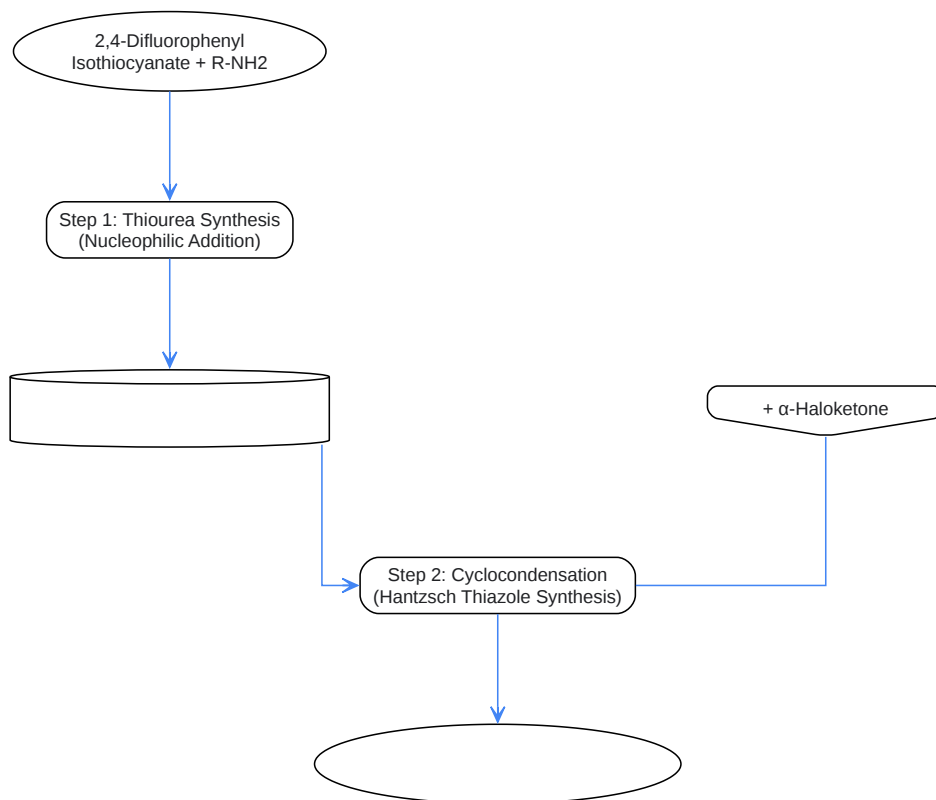 2,4-Difluorophenyl
Isothiocyanate + R-NH2
Step 1: Thiourea Synthesis
(Nucleophilic Addition)
+ α-Haloketone
Step 2: Cyclocondensation
(Hantzsch Thiazole Synthesis)